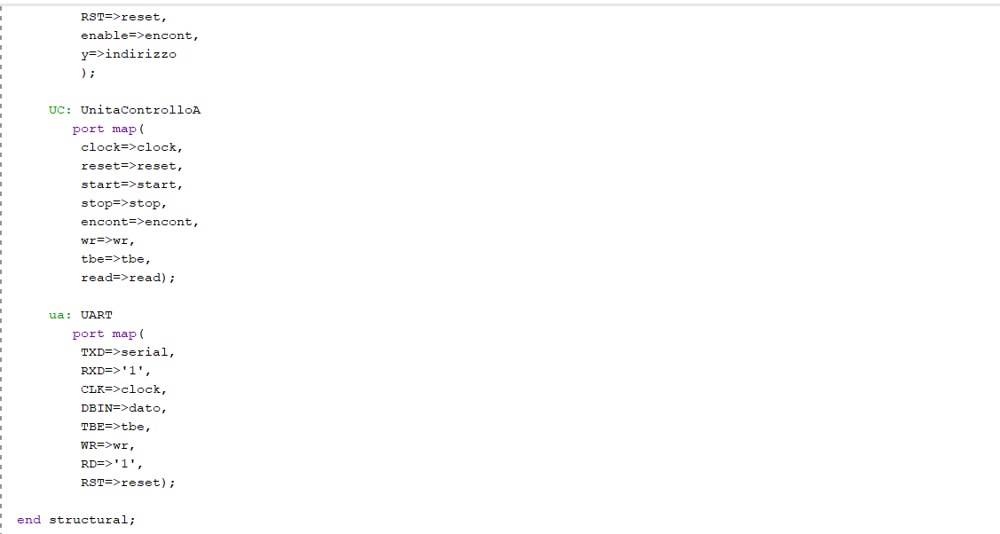 RST=>reset,
enable=>encont,
y=>indirizzo
);
UC: UnitaControlloA
port map(
clock=>clock,
reset=>reset,
start=>start,
stop=>stop,
encont=>encont,
wr=>wr,
tbe=>tbe,
read=>read);
ua: UART
port map(
TXD=>serial,
RXD=>'1',
CLK=>clock,
DBIN=>dato,
TBE=>tbe,
WR=>wr,
RD=>'1',
RST=>reset);
end structural;